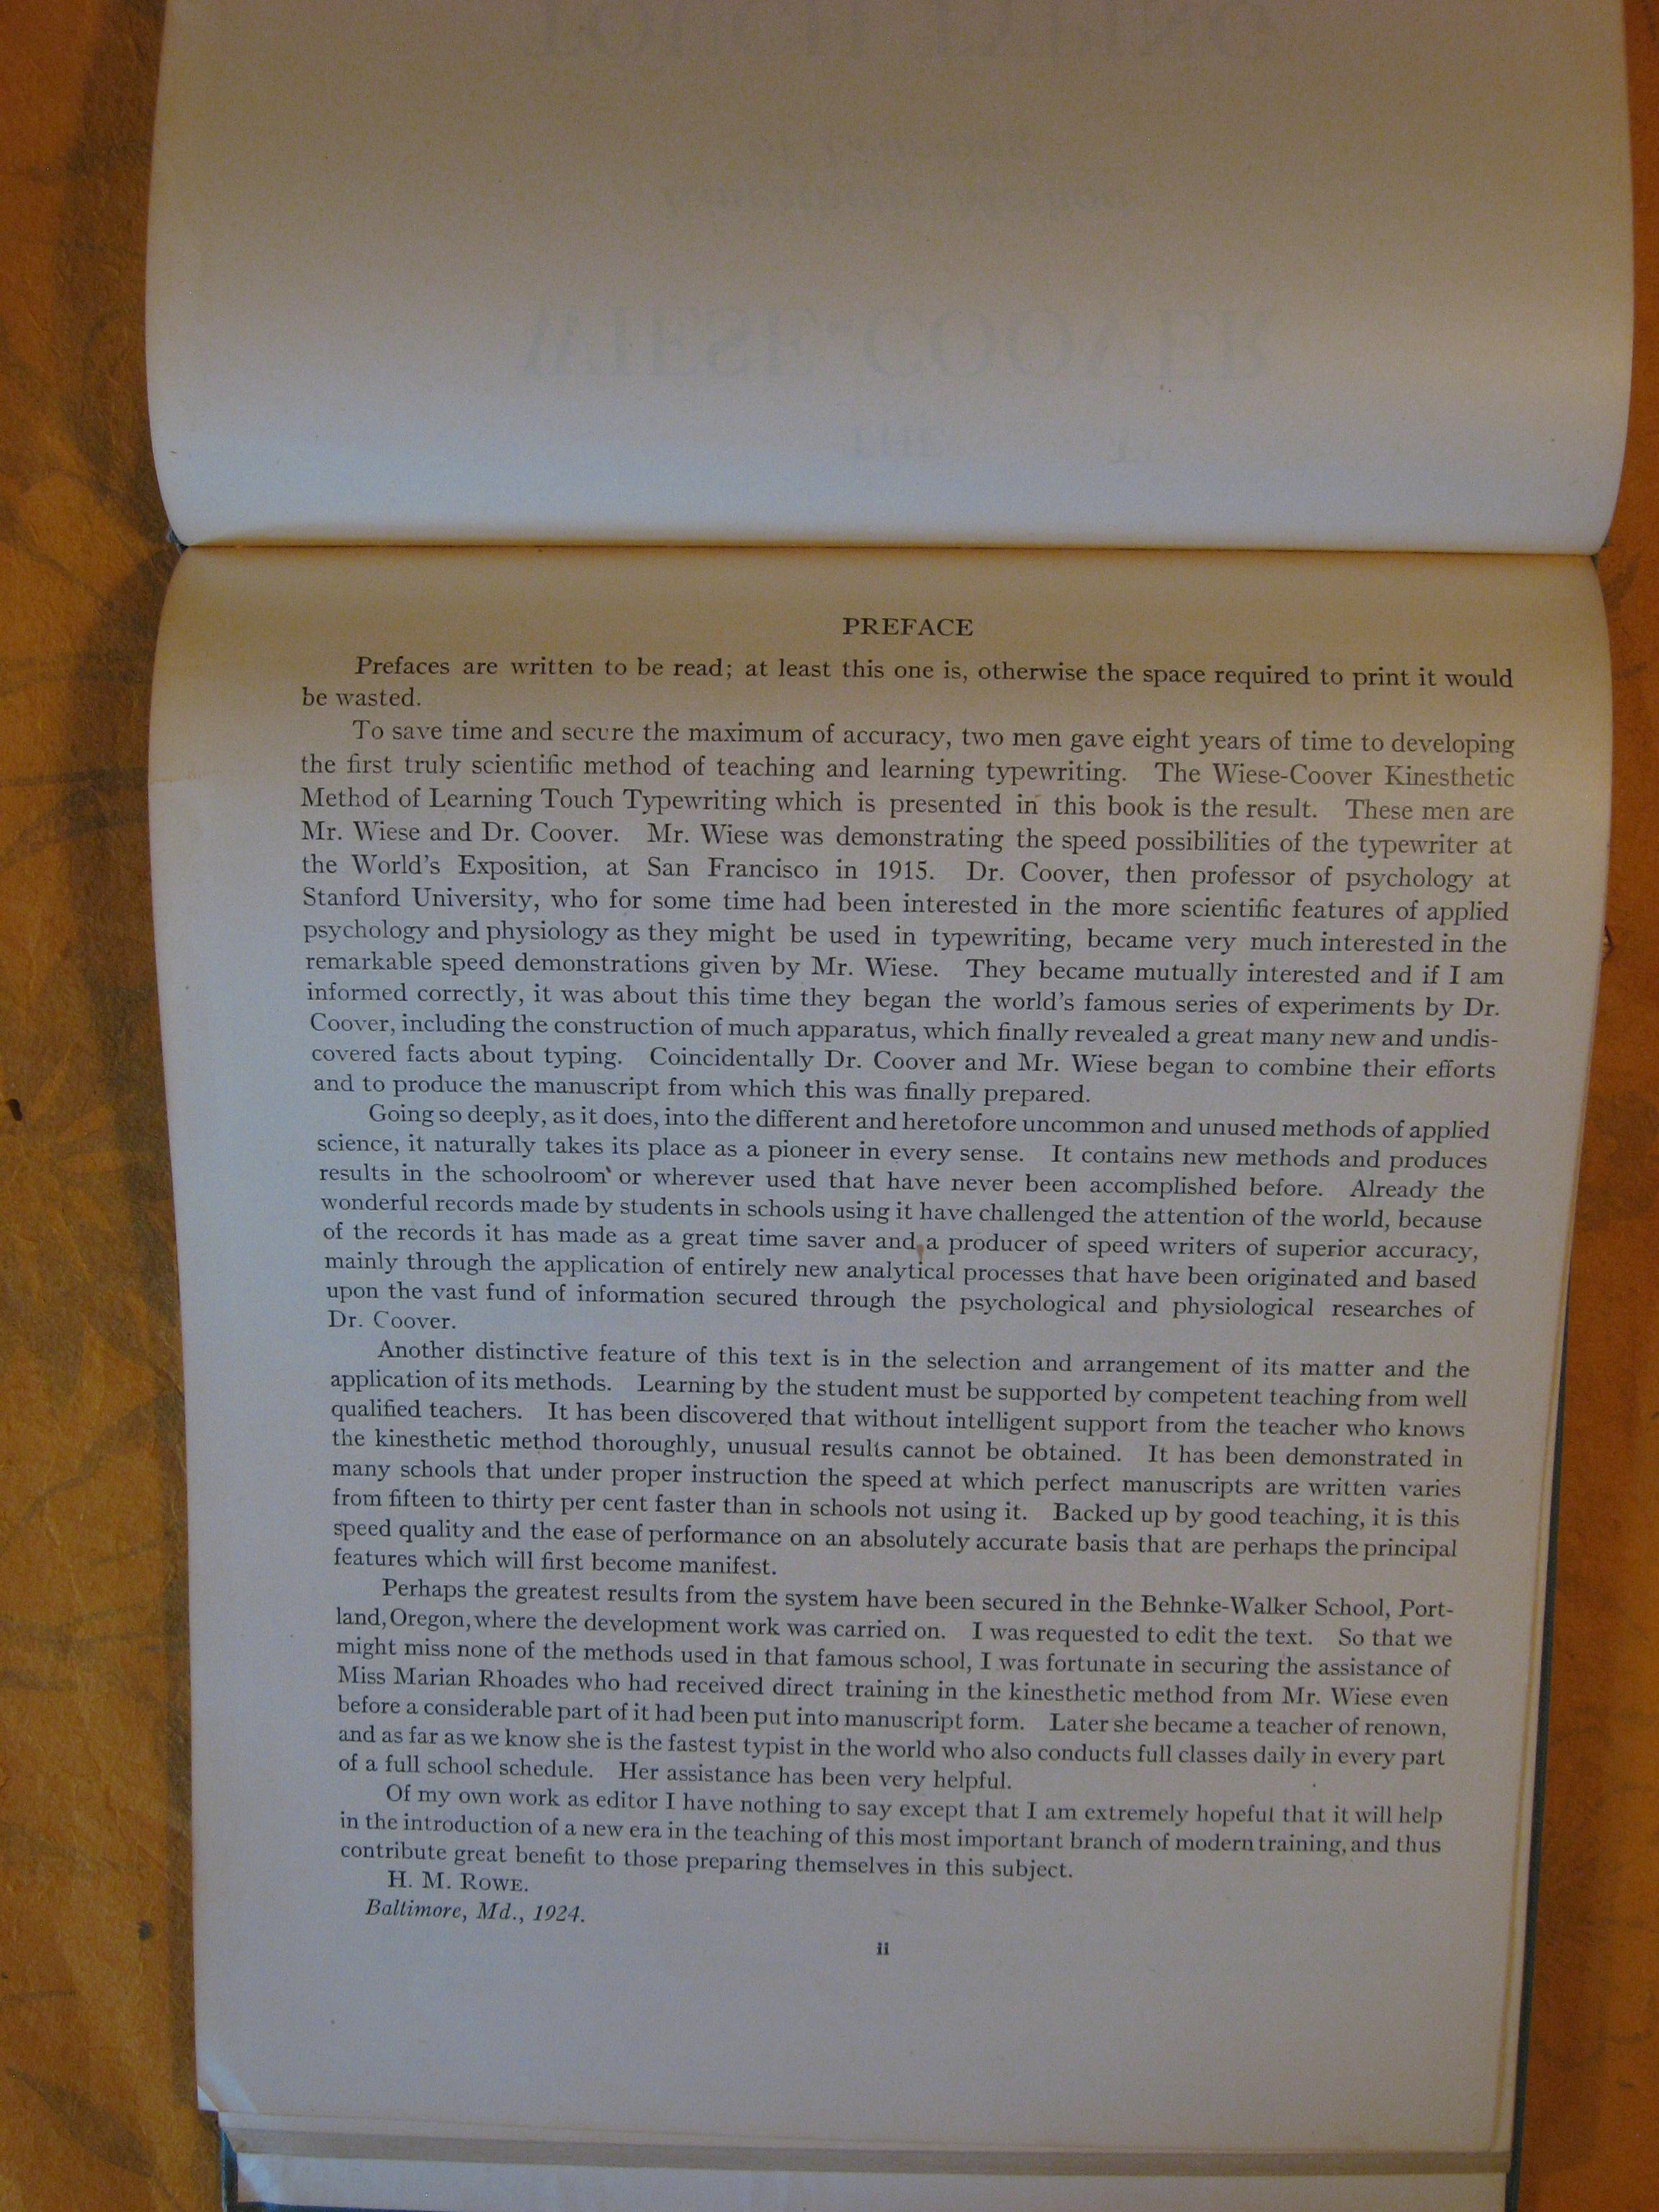 PREFACE
Prefaces are written to be read; at least this one is, otherwise the space required to print it would
be wasted.
To save time and secure the maximum of accuracy, two men gave eight years of time to developing
the first truly scientific method of teaching and learning typewriting. The Wiese-Coover Kinesthetic
Method of Learning Touch Typewriting which is presented in this book is the result. These men are
Mr. Wiese and Dr. Coover. Mr. Wiese was demonstrating the speed possibilities of the typewriter at
the World's Exposition, at San Francisco in 1915. Dr. Coover, then professor of psychology at
Stanford University, who for some time had been interested in the more scientific features of applied
psychology and physiology as they might be used in typewriting, became very much interested in the
remarkable speed demonstrations given by Mr. Wiese. They became mutually interested and if I am
informed correctly, it was about this time they began the world's famous series of experiments by Dr.
Coover, including the construction of much apparatus, which finally revealed a great many new and undis-
covered facts about typing. Coincidentally Dr. Coover and Mr. Wiese began to combine their efforts
and to produce the manuscript from which this was finally prepared.
Going so deeply, as it does, into the different and heretofore uncommon and unused methods of applied
science, it naturally takes its place as a pioneer in every sense. It contains new methods and produces
results in the schoolroom or wherever used that have never been accomplished before. Already the
wonderful records made by students in schools using it have challenged the attention of the world, because
of the records it has made as a great time saver and a producer of speed writers of superior accuracy,
mainly through the application of entirely new analytical processes that have been originated and based
upon the vast fund of information secured through the psychological and physiological researches of
Dr. Coover.
Another distinctive feature of this text is in the selection and arrangement of its matter and the
application of its methods. Learning by the student must be supported by competent teaching from well
qualified teachers. It has been discovered that without intelligent support from the teacher who knows
the kinesthetic method thoroughly, unusual results cannot be obtained. It has been demonstrated in
many schools that under proper instruction the speed at which perfect manuscripts are written varies
from fifteen to thirty per cent faster than in schools not using it. Backed up by good teaching, it is this
speed quality and the ease of performance on an absolutely accurate basis that are perhaps the principal
features which will first become manifest.
Perhaps the greatest results from the system have been secured in the Behnke-Walker School, Port-
land, Oregon, where the development work was carried on. I was requested to edit the text. So that we
might miss none of the methods used in that famous school, I was fortunate in securing the assistance of
Miss Marian Rhoades who had received direct training in the kinesthetic method from Mr. Wiese even
before a considerable part of it had been put into manuscript form. Later she became a teacher of renown,
and as far as we know she is the fastest typist in the world who also conducts full classes daily in every part
of a full school schedule. Her assistance has been very helpful.
Of my own work as editor I have nothing to say except that I am extremely hopeful that it will help
in the introduction of a new era in the teaching of this most important branch of modern training, and thus
contribute great benefit to those preparing themselves in this subject.
H. M. ROWE.
Baltimore, Md., 1924.
ii